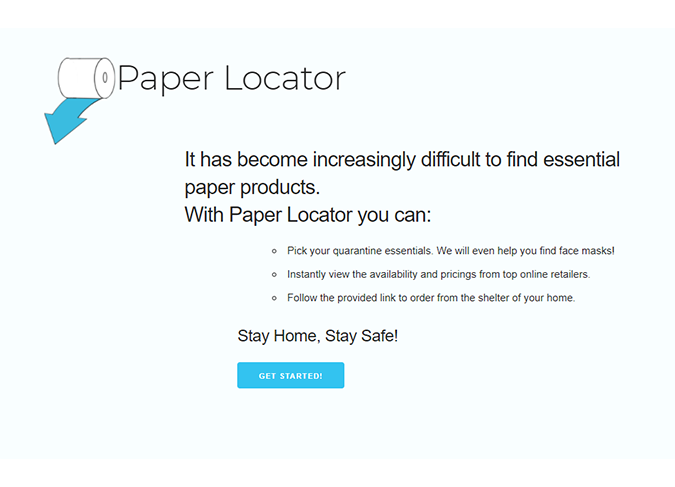 Paper Locator
It has become increasingly difficult to find essential
paper products.
With Paper Locator you can:
Pick your quarantine essentials. We will even help you find face masks!
Instantly view the availability and pricings from top online retailers.
Follow the provided link to order from the shelter of your home.
Stay Home, Stay Safe!
GET STARTED!